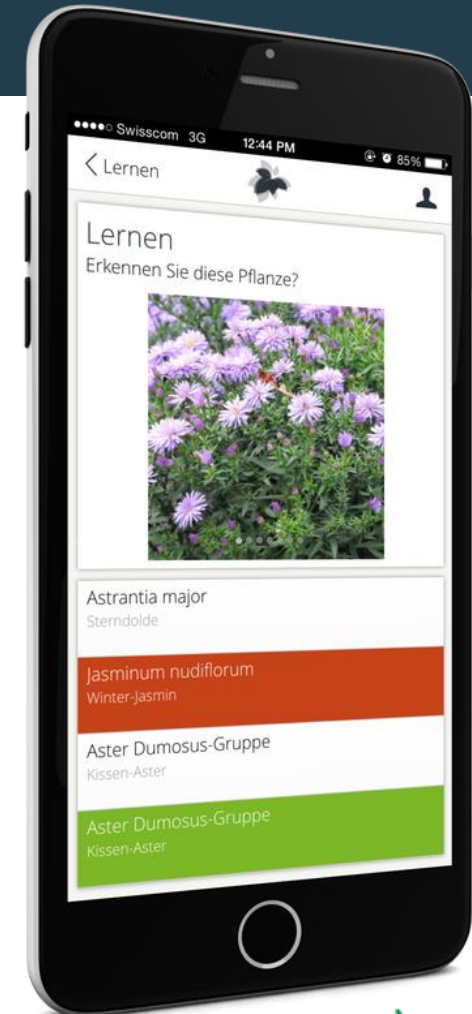 Swisscom 3G 12:44 PM 85%
Lernen
Lernen
Erkennen Sie diese Pflanze?
Astrantia major
Sterndolde
Jasminum nudiflorum
Winter-Jasmin
Aster Dumosus-Gruppe
Kissen-Aster
Aster Dumosus-Gruppe
Kissen-Aster